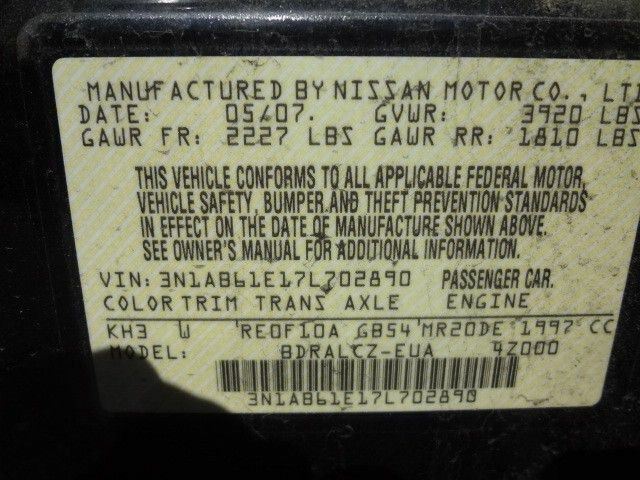 MANUFACTURED BY NISSAN MOTOR CO., LTD
DATE: 05/07. GVWR: 3920 LBS
GAWR FR: 2227 LBS GAWR RR: 1810 LBS
THIS VEHICLE CONFORMS TO ALL APPLICABLE FEDERAL MOTOR
VEHICLE SAFETY, BUMPER AND THEFT PREVENTION STANDARDS
IN EFFECT ON THE DATE OF MANUFACTURE SHOWN ABOVE.
SEE OWNER'S MANUAL FOR ADDITIONAL INFORMATION.
VIN: 3N1AB61E17L702890 PASSENGER CAR.
COLOR TRIM TRANS AXLE ENGINE
KH3 W RE0F10A GB54 MR20DE 1997 CC
MODEL: BDRALCZ-EUA 4Z000
3N1AB61E17L702890